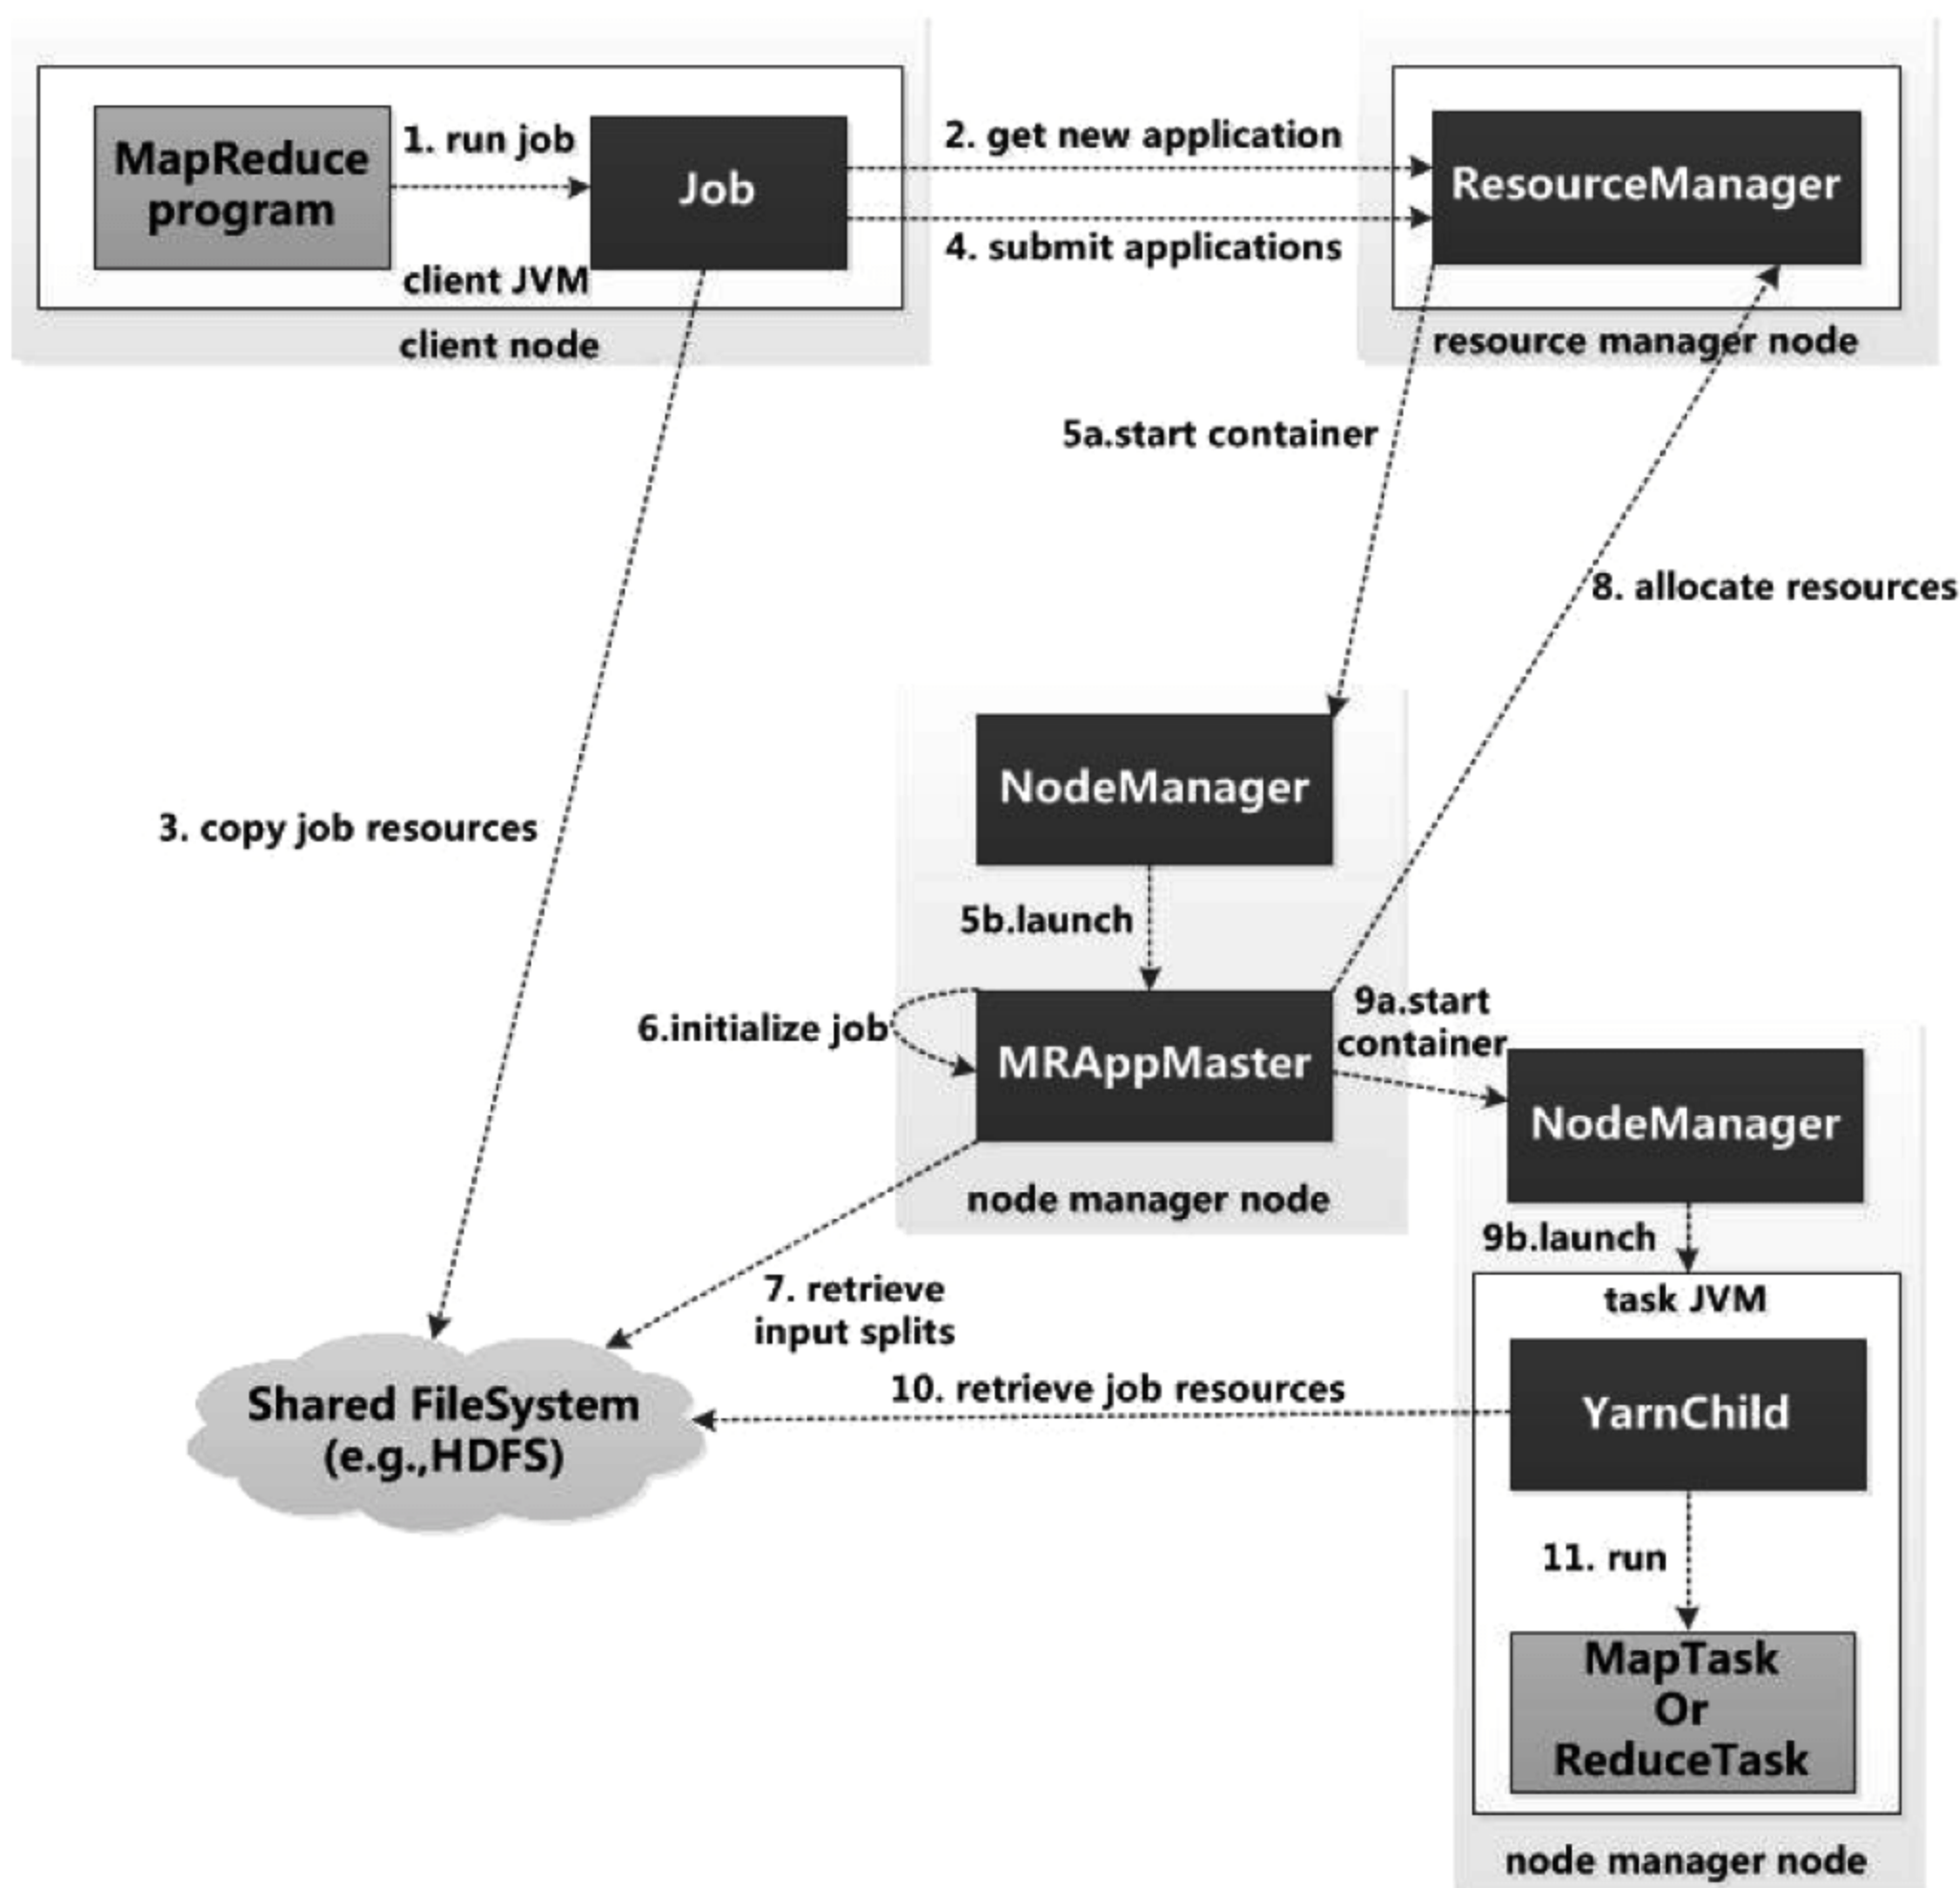 MapReduce
program
1. run job
Job
client JVM
client node
2. get new application
4. submit applications
ResourceManager
resource manager node
5a.start container
8. allocate resources
3. copy job resources
NodeManager
5b.launch
6.initialize job
MRAppMaster
9a.start
container
node manager node
NodeManager
9b.launch
7. retrieve
input splits
task JVM
Shared FileSystem
(e.g.,HDFS)
10. retrieve job resources
YarnChild
11. run
MapTask
Or
ReduceTask
node manager node